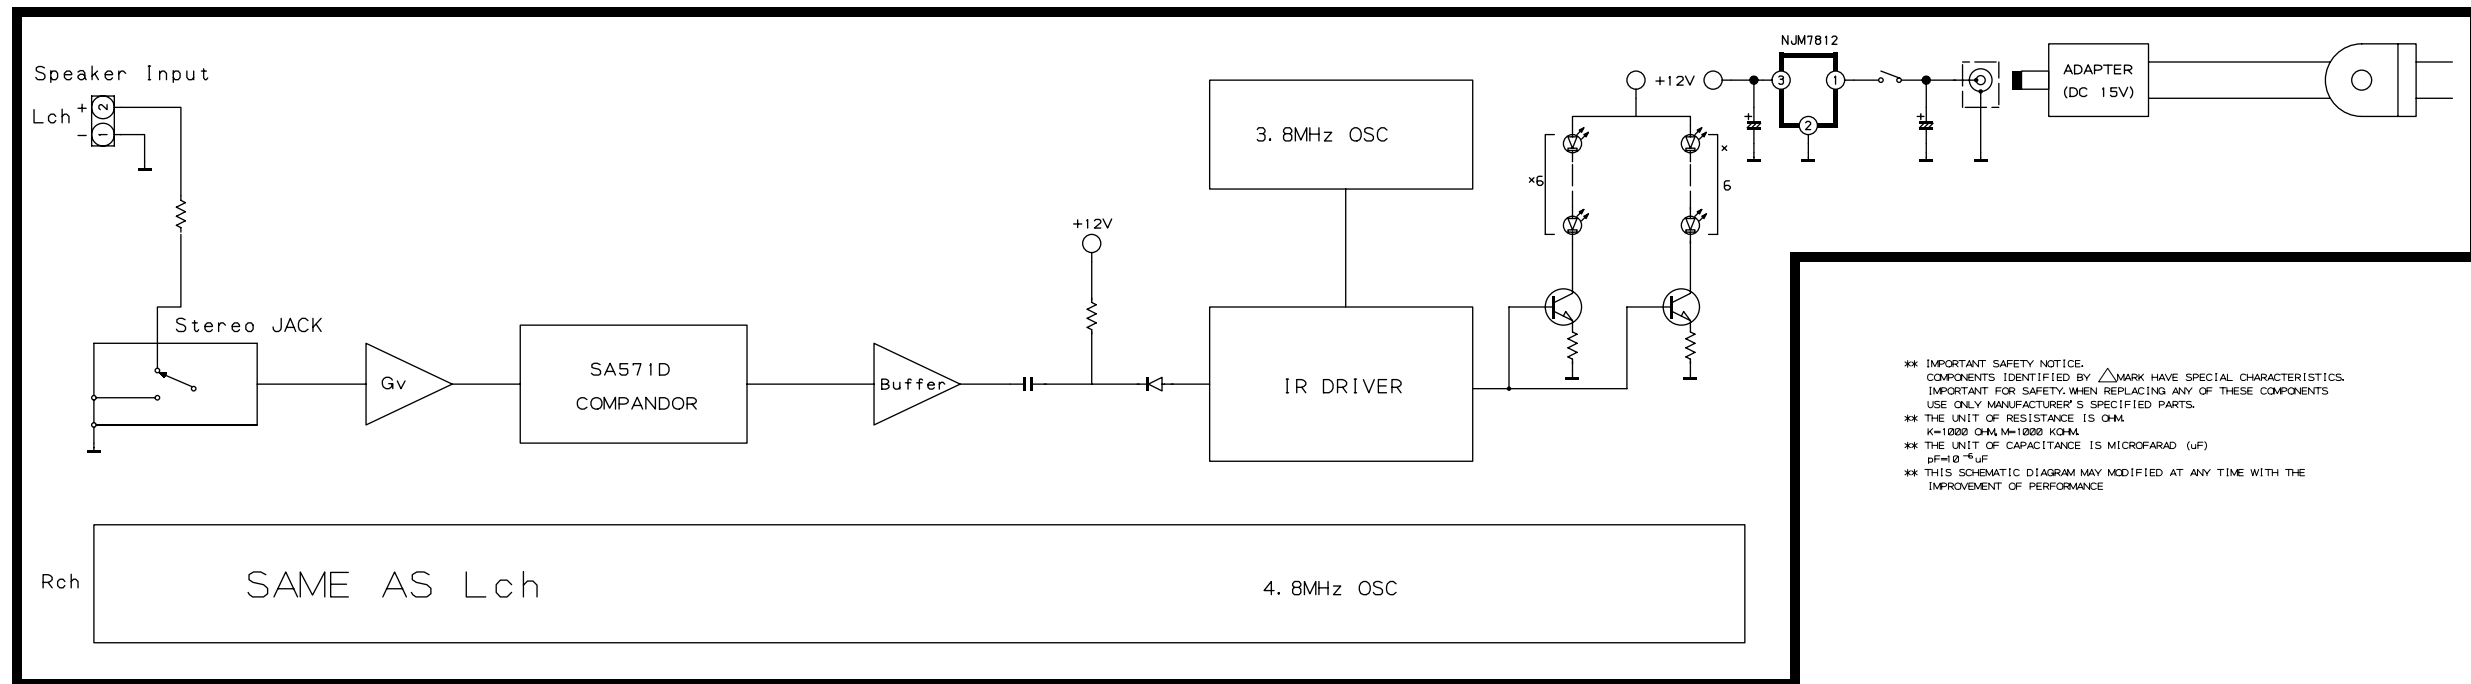 Speaker Input
Lch
+
2
-
1
Stereo JACK
Gv
SA571D
COMPANDOR
Buffer
+12V
3.8MHz OSC
IR DRIVER
×6
×
6
+12V
NJM7812
3
1
2
+
+
ADAPTER
(DC 15V)
Rch
SAME AS Lch
4.8MHz OSC
** IMPORTANT SAFETY NOTICE.
COMPONENTS IDENTIFIED BY △MARK HAVE SPECIAL CHARACTERISTICS.
IMPORTANT FOR SAFETY. WHEN REPLACING ANY OF THESE COMPONENTS
USE ONLY MANUFACTURER'S SPECIFIED PARTS.
** THE UNIT OF RESISTANCE IS OHM.
K=1000 OHM, M=1000 KOHM.
** THE UNIT OF CAPACITANCE IS MICROFARAD (uF)
pF=10⁻⁶uF
** THIS SCHEMATIC DIAGRAM MAY MODIFIED AT ANY TIME WITH THE
IMPROVEMENT OF PERFORMANCE